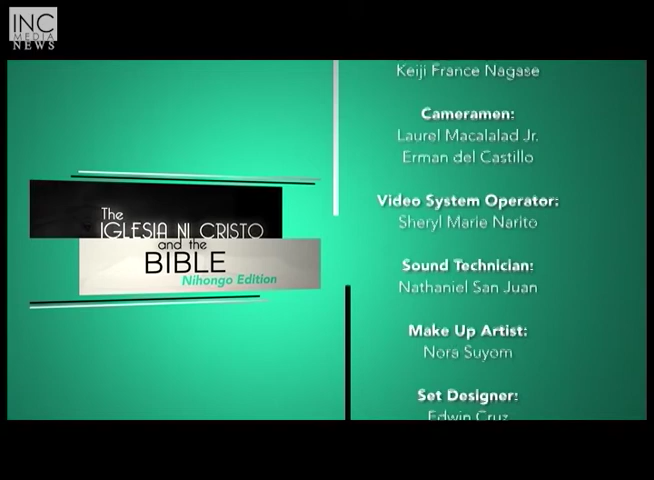 INC
MEDIA
NEWS
The
IGLESIA NI CRISTO
and the
BIBLE
Nihongo Edition
Keiji France Nagase
Cameramen:
Laurel Macalalad Jr.
Erman del Castillo
Video System Operator:
Sheryl Marie Narito
Sound Technician:
Nathaniel San Juan
Make Up Artist:
Nora Suyom
Set Designer:
Edwin Cruz